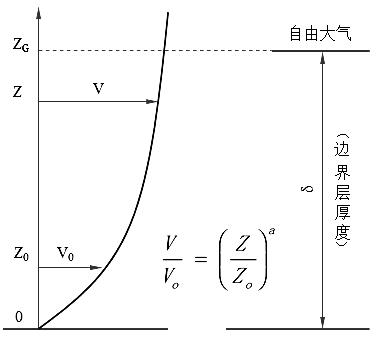 Z_G
自由大气
Z
V
δ
(边界层厚度)
Z_0
V_0
V/V_o = (Z/Z_o)^a
0